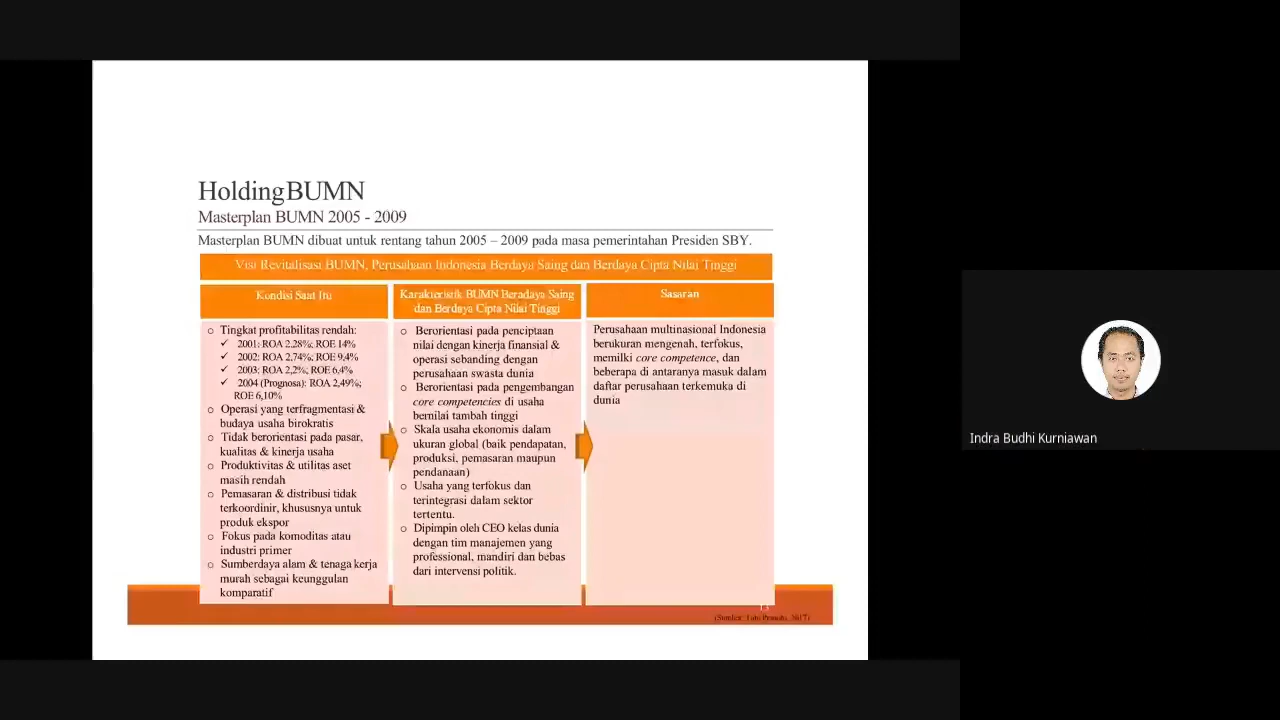 HoldingBUMN
Masterplan BUMN 2005 - 2009
Masterplan BUMN dibuat untuk rentang tahun 2005 – 2009 pada masa pemerintahan Presiden SBY.
Visi Revitalisasi BUMN, Perusahaan Indonesia Berdaya Saing dan Berdaya Cipta Nilai Tinggi
Kondisi Saat Itu
○ Tingkat profitabilitas rendah:
✓ 2001: ROA 2,28%; ROE 14%
✓ 2002: ROA 2,74%; ROE 9,4%
✓ 2003: ROA 2,2%; ROE 6,4%
✓ 2004 (Prognosa): ROA 2,49%;
ROE 6,10%
○ Operasi yang terfragmentasi &
budaya usaha birokratis
○ Tidak berorientasi pada pasar,
kualitas & kinerja usaha
○ Produktivitas & utilitas aset
masih rendah
○ Pemasaran & distribusi tidak
terkoordinir, khususnya untuk
produk ekspor
○ Fokus pada komoditas atau
industri primer
○ Sumberdaya alam & tenaga kerja
murah sebagai keunggulan
komparatif
Karakteristik BUMN Beradaya Saing
dan Berdaya Cipta Nilai Tinggi
○ Berorientasi pada penciptaan
nilai dengan kinerja finansial &
operasi sebanding dengan
perusahaan swasta dunia
○ Berorientasi pada pengembangan
core competencies di usaha
bernilai tambah tinggi
○ Skala usaha ekonomis dalam
ukuran global (baik pendapatan,
produksi, pemasaran maupun
pendanaan)
○ Usaha yang terfokus dan
terintegrasi dalam sektor
tertentu.
○ Dipimpin oleh CEO kelas dunia
dengan tim manajemen yang
professional, mandiri dan bebas
dari intervensi politik.
Sasaran
Perusahaan multinasional Indonesia
berukuran mengenah, terfokus,
memilki core competence, dan
beberapa di antaranya masuk dalam
daftar perusahaan terkemuka di
dunia
13
(Sumber: 2017)
Indra Budhi Kurniawan